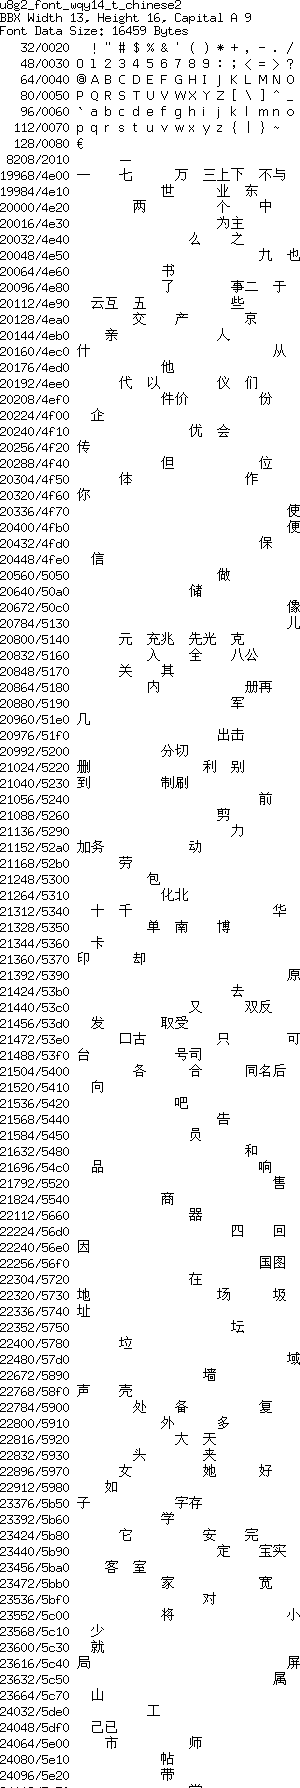 u8g2_font_wqy14_t_chinese2
BBX Width 13, Height 16, Capital A 9
Font Data Size: 16459 Bytes
32/0020 ! " # $ % & ' ( ) * + , - . /
48/0030 0 1 2 3 4 5 6 7 8 9 : ; < = > ?
64/0040 @ A B C D E F G H I J K L M N O
80/0050 P Q R S T U V W X Y Z [ \ ] ^ _
96/0060 ` a b c d e f g h i j k l m n o
112/0070 p q r s t u v w x y z { | } ~
128/0080 €
8208/2010 —
19968/4e00 一 七 万 三 上 下 不 与
19984/4e10 世 业 东
20000/4e20 两 个 中
20016/4e30 为 主
20032/4e40 么 之
20048/4e50 九 也
20064/4e60 书
20096/4e80 了 事 二 于
20112/4e90 云 互 五 些
20128/4ea0 交 产 京
20144/4eb0 亲 人
20160/4ec0 什 从
20176/4ed0 他
20192/4ee0 代 以 仪 们
20208/4ef0 件 价 份
20224/4f00 企
20240/4f10 优 会
20256/4f20 传
20288/4f40 但 位
20304/4f50 体 作
20320/4f60 你
20336/4f70 使
20400/4fb0 便
20432/4fd0 保
20448/4fe0 信
20560/5050 做
20640/50a0 储
20672/50c0 像
20784/5130 儿
20800/5140 元 充 兆 先 光 克
20832/5160 入 全 八 公
20848/5170 关 其
20864/5180 内 册 再
20880/5190 军
20960/51e0 几
20976/51f0 出 击
20992/5200 分 切
21024/5220 删 利 别
21040/5230 到 制 刷
21056/5240 前
21088/5260 剪
21136/5290 力
21152/52a0 加 务 动
21168/52b0 劳
21248/5300 包
21264/5310 化 北
21312/5340 十 千 华
21328/5350 单 南 博
21344/5360 卡
21360/5370 印 却
21392/5390 原
21424/53b0 去
21440/53c0 又 双 反
21456/53d0 发 取 受
21472/53e0 口 古 只 可
21488/53f0 台 号 司
21504/5400 各 合 同 名 后
21520/5410 向
21536/5420 吧
21568/5440 告
21584/5450 员
21632/5480 和
21696/54c0 品 响
21792/5520 售
21824/5540 商
22112/5660 器
22224/56d0 四 回
22240/56e0 因
22256/56f0 国 图
22304/5720 在
22320/5730 地 场 圾
22336/5740 址
22352/5750 坛
22400/5780 垃
22480/57d0 域
22672/5890 墙
22768/58f0 声 壳
22784/5900 处 备 复
22800/5910 外 多
22816/5920 大 天
22832/5930 头 夹
22896/5970 女 她 好
22912/5980 如
23376/5b50 子 字 存
23392/5b60 学
23424/5b80 它 安 完
23440/5b90 定 宝 实
23456/5ba0 客 室
23472/5bb0 家 宽
23536/5bf0 对
23552/5c00 将 小
23568/5c10 少
23600/5c30 就
23616/5c40 局 屏
23632/5c50 属
23664/5c70 山
24032/5de0 工
24048/5df0 己 已
24064/5e00 市 师
24080/5e10 帖
24096/5e20 带